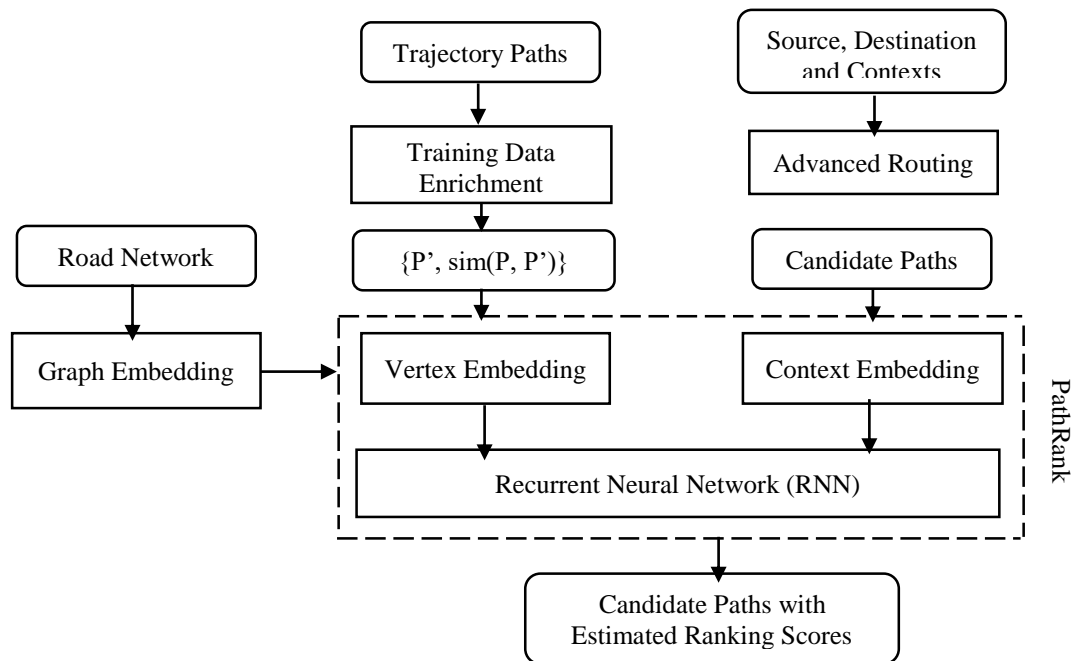 Trajectory Paths
Source, Destination
and Contexts
Training Data
Enrichment
Advanced Routing
Road Network
{P’, sim(P, P’)}
Candidate Paths
Graph Embedding
Vertex Embedding
Context Embedding
PathRank
Recurrent Neural Network (RNN)
Candidate Paths with
Estimated Ranking Scores